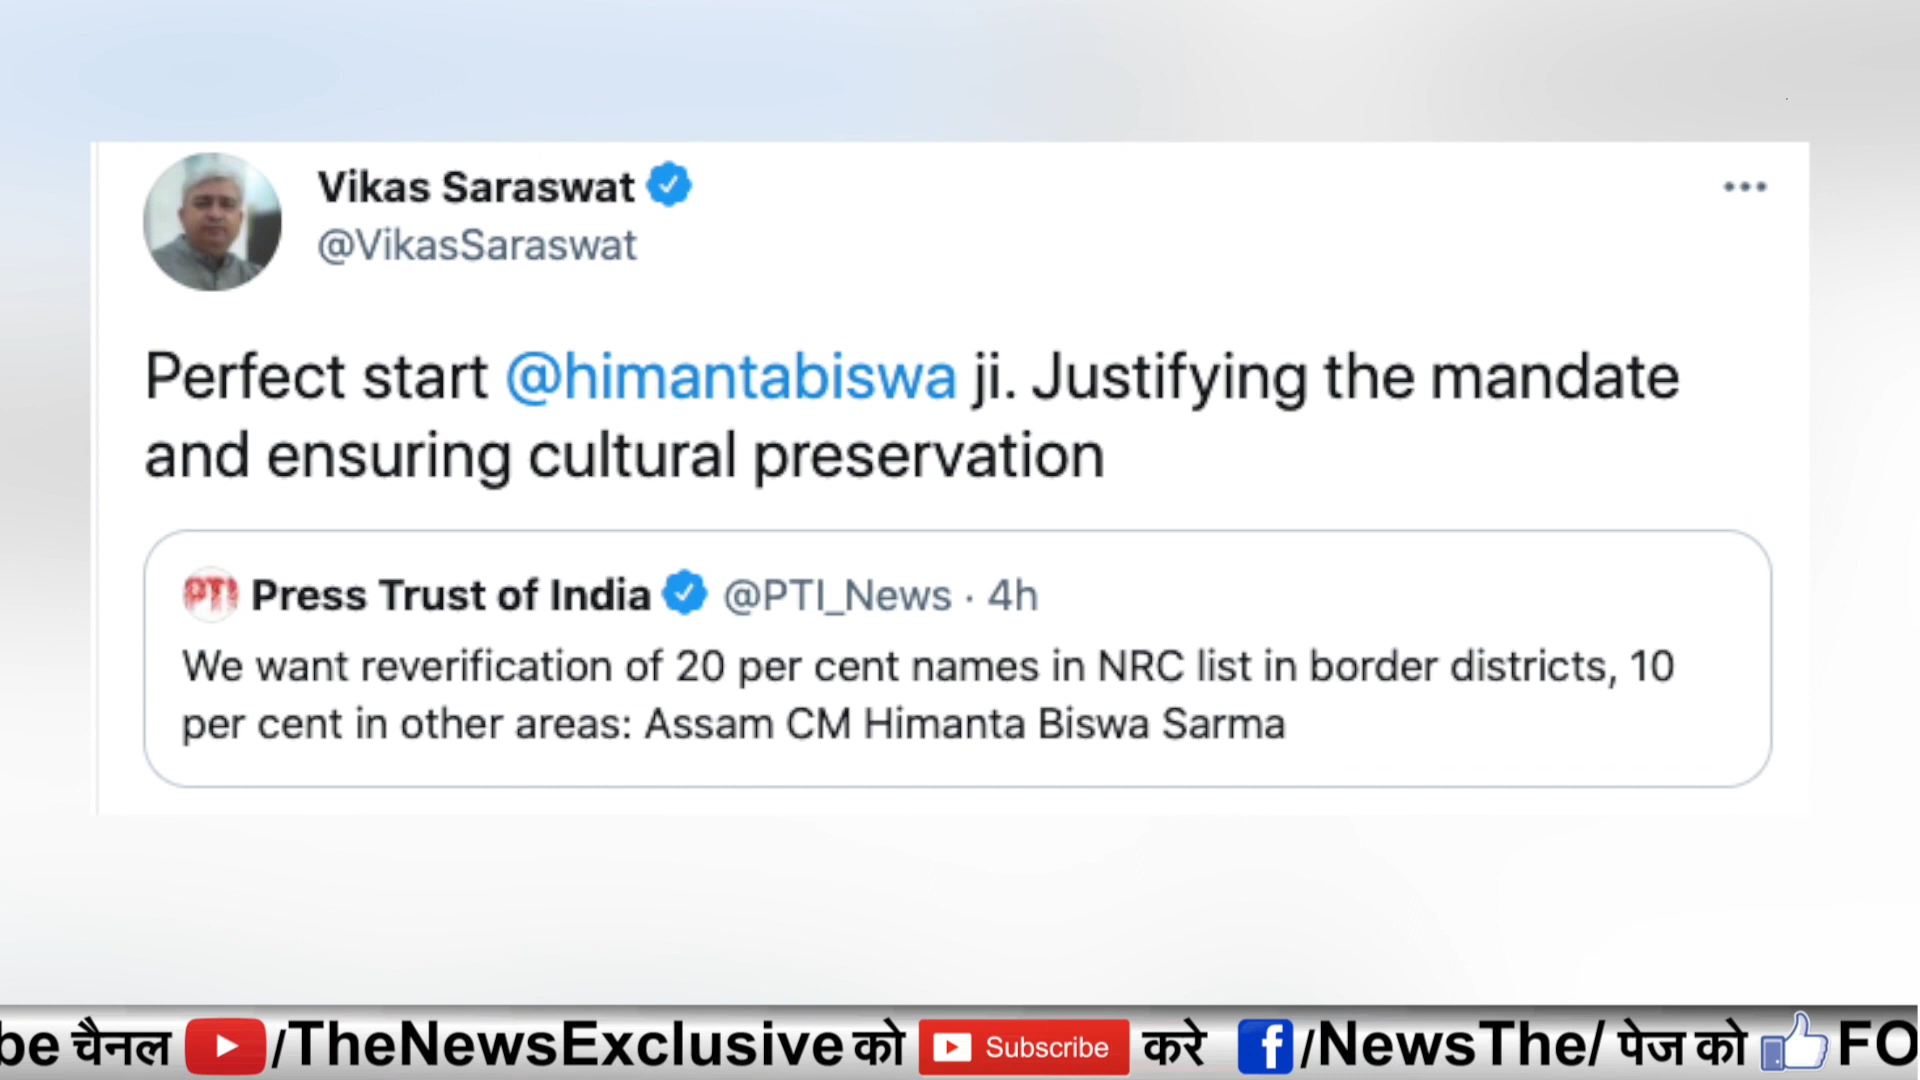 Vikas Saraswat
@VikasSaraswat
Perfect start @himantabiswa ji. Justifying the mandate
and ensuring cultural preservation
PTI Press Trust of India @PTI_News · 4h
We want reverification of 20 per cent names in NRC list in border districts, 10
per cent in other areas: Assam CM Himanta Biswa Sarma
be चैनल /TheNewsExclusive को Subscribe करे f /NewsThe/ पेज को FO